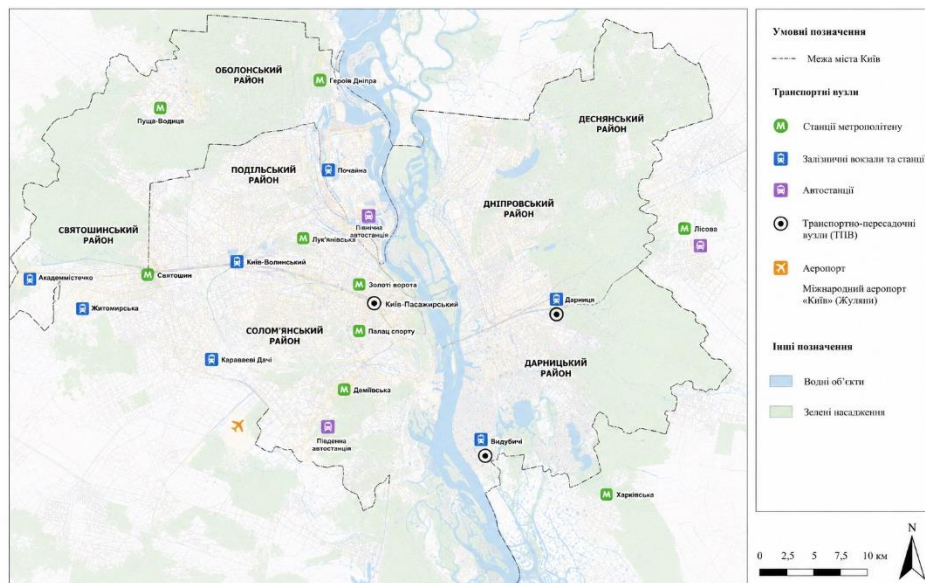 ОБОЛОНСЬКИЙ
РАЙОН
Героїв Дніпра
Пуща-Водиця
ДЕСНЯНСЬКИЙ
РАЙОН
ПОДІЛЬСЬКИЙ
РАЙОН
Почайна
ДНІПРОВСЬКИЙ
РАЙОН
СВЯТОШИНСЬКИЙ
РАЙОН
Північна
автостанція
Лук'янівська
Лісова
Київ-Волинський
Академмістечко
Святошин
Золоті ворота
Житомирська
Київ-Пасажирський
Дарниця
СОЛОМ'ЯНСЬКИЙ
РАЙОН
Палац спорту
Караваєві Дачі
ДАРНИЦЬКИЙ
РАЙОН
Деміївська
Південна
автостанція
Видубичі
Харківська
Умовні позначення
Межа міста Київ
Транспортні вузли
Станції метрополітену
Залізничні вокзали та станції
Автостанції
Транспортно-пересадочні
вузли (ТПВ)
Аеропорт
Міжнародний аеропорт
«Київ» (Жуляни)
Інші позначення
Водні об'єкти
Зелені насадження
N
0 2,5 5 7,5 10 км